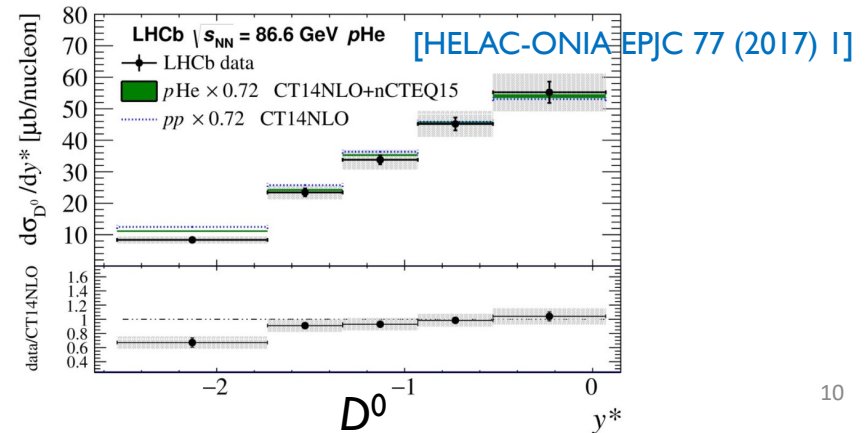 80
70
60
50
40
30
20
10
dσ_D⁰ /dy* [μb/nucleon]
LHCb √s_NN = 86.6 GeV pHe
[HELAC-ONIA EPJC 77 (2017) 1]
LHCb data
pHe × 0.72 CT14NLO+nCTEQ15
pp × 0.72 CT14NLO
data/CT14NLO
1.6
1.4
1.2
1
0.8
0.6
0.4
−2 −1 0
D⁰
y*
10